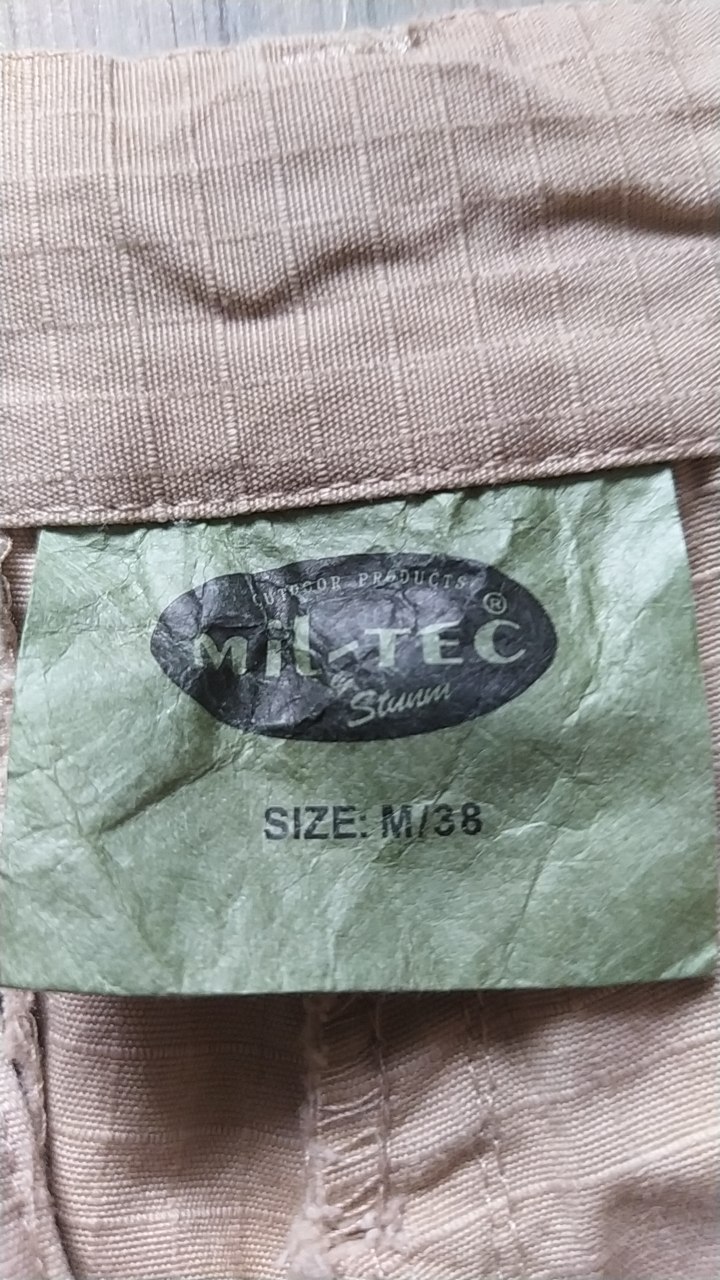 OUTDOOR PRODUCTS
Mil-TEC ®
by Sturm
SIZE: M/38